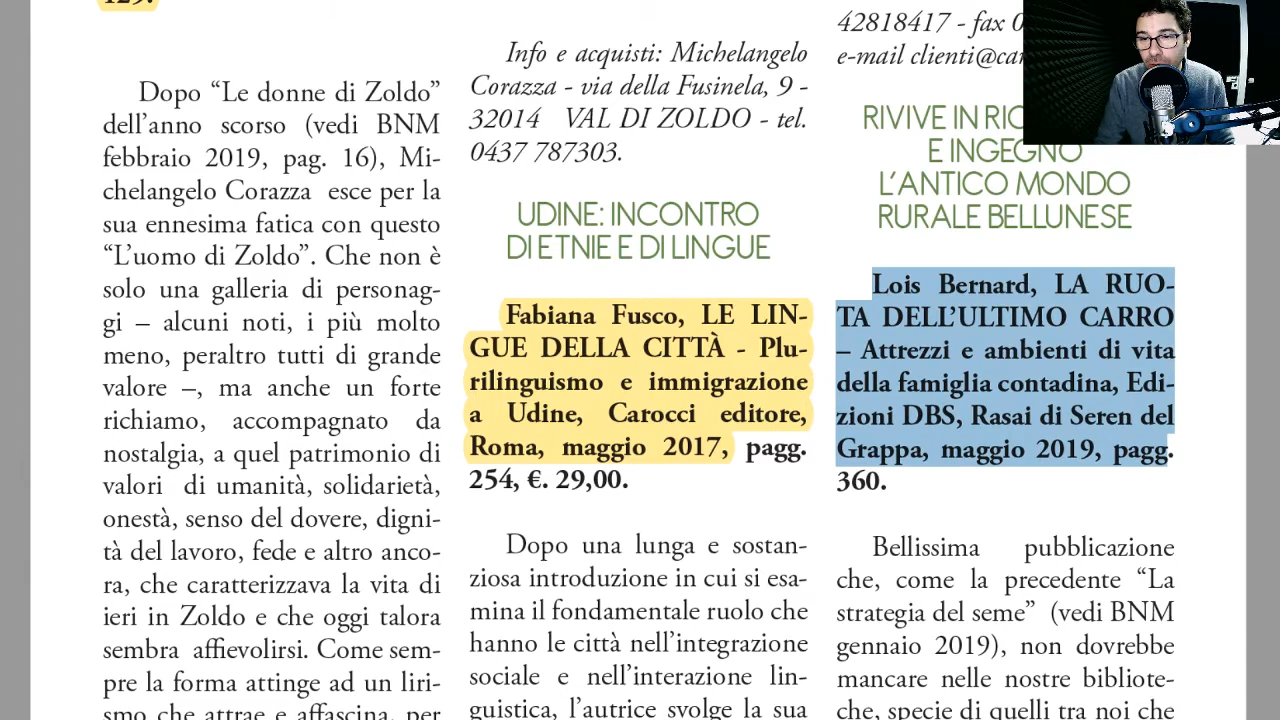 129.
Dopo “Le donne di Zoldo”
dell’anno scorso (vedi BNM
febbraio 2019, pag. 16), Mi-
chelangelo Corazza esce per la
sua ennesima fatica con questo
“L’uomo di Zoldo”. Che non è
solo una galleria di personag-
gi – alcuni noti, i più molto
meno, peraltro tutti di grande
valore –, ma anche un forte
richiamo, accompagnato da
nostalgia, a quel patrimonio di
valori di umanità, solidarietà,
onestà, senso del dovere, digni-
tà del lavoro, fede e altro anco-
ra, che caratterizzava la vita di
ieri in Zoldo e che oggi talora
sembra affievolirsi. Come sem-
pre la forma attinge ad un liri-
smo che attrae e affascina, per
Info e acquisti: Michelangelo
Corazza - via della Fusinela, 9 -
32014 VAL DI ZOLDO - tel.
0437 787303.
UDINE: INCONTRO
DI ETNIE E DI LINGUE
Fabiana Fusco, LE LIN-
GUE DELLA CITTÀ - Plu-
rilinguismo e immigrazione
a Udine, Carocci editore,
Roma, maggio 2017, pagg.
254, €. 29,00.
Dopo una lunga e sostan-
ziosa introduzione in cui si esa-
mina il fondamentale ruolo che
hanno le città nell’integrazione
sociale e nell’interazione lin-
guistica, l’autrice svolge la sua
42818417 - fax 0
e-mail clienti@car
RIVIVE IN RIC
E INGEGNO
L’ANTICO MONDO
RURALE BELLUNESE
Lois Bernard, LA RUO-
TA DELL’ULTIMO CARRO
– Attrezzi e ambienti di vita
della famiglia contadina, Edi-
zioni DBS, Rasai di Seren del
Grappa, maggio 2019, pagg.
360.
Bellissima pubblicazione
che, come la precedente “La
strategia del seme” (vedi BNM
gennaio 2019), non dovrebbe
mancare nelle nostre bibliote-
che, specie di quelli tra noi che